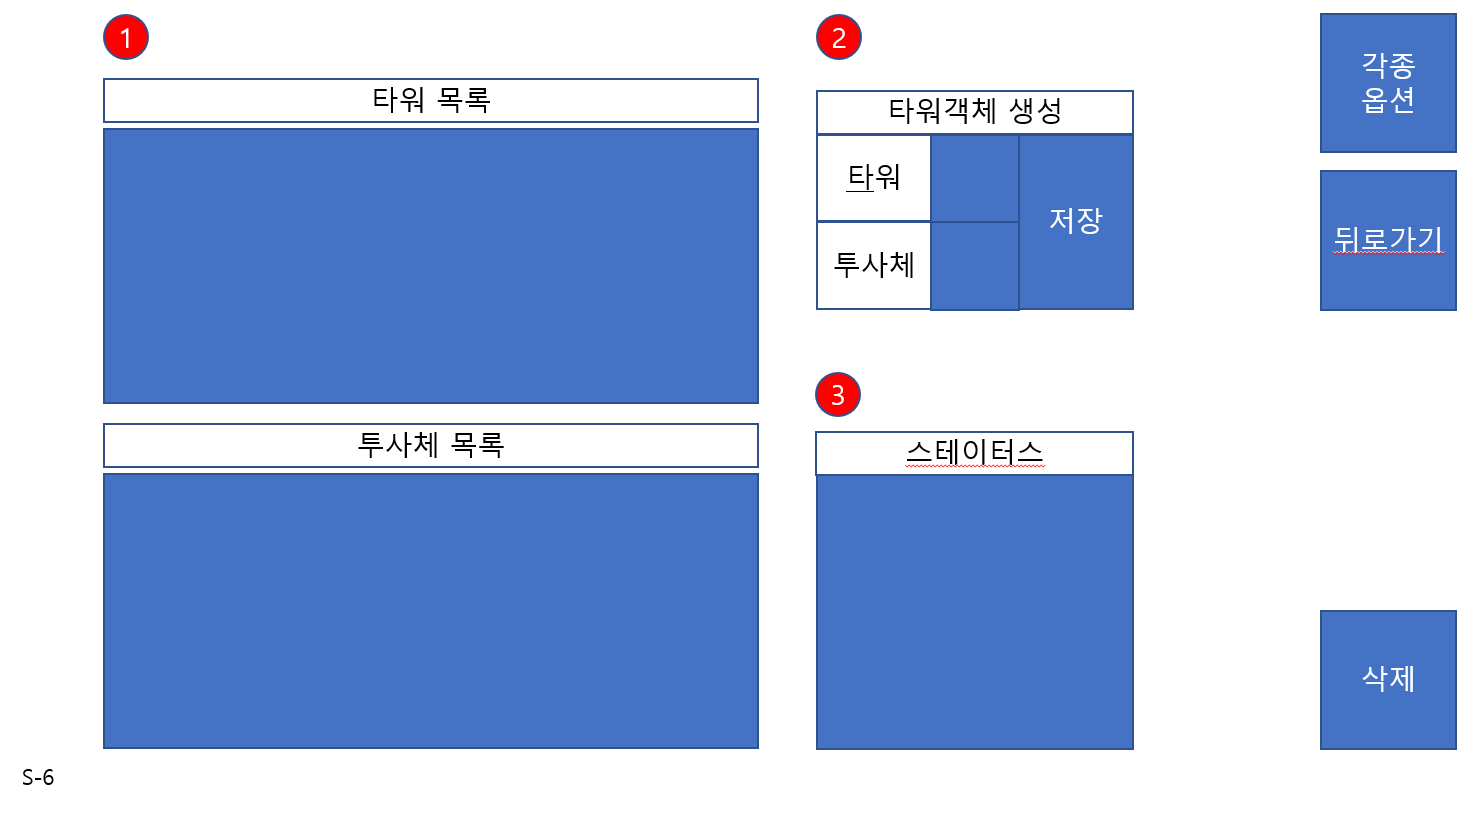 1
타워 목록
투사체 목록
2
타워객체 생성
타워
투사체
저장
3
스테이터스
각종
옵션
뒤로가기
삭제
S-6